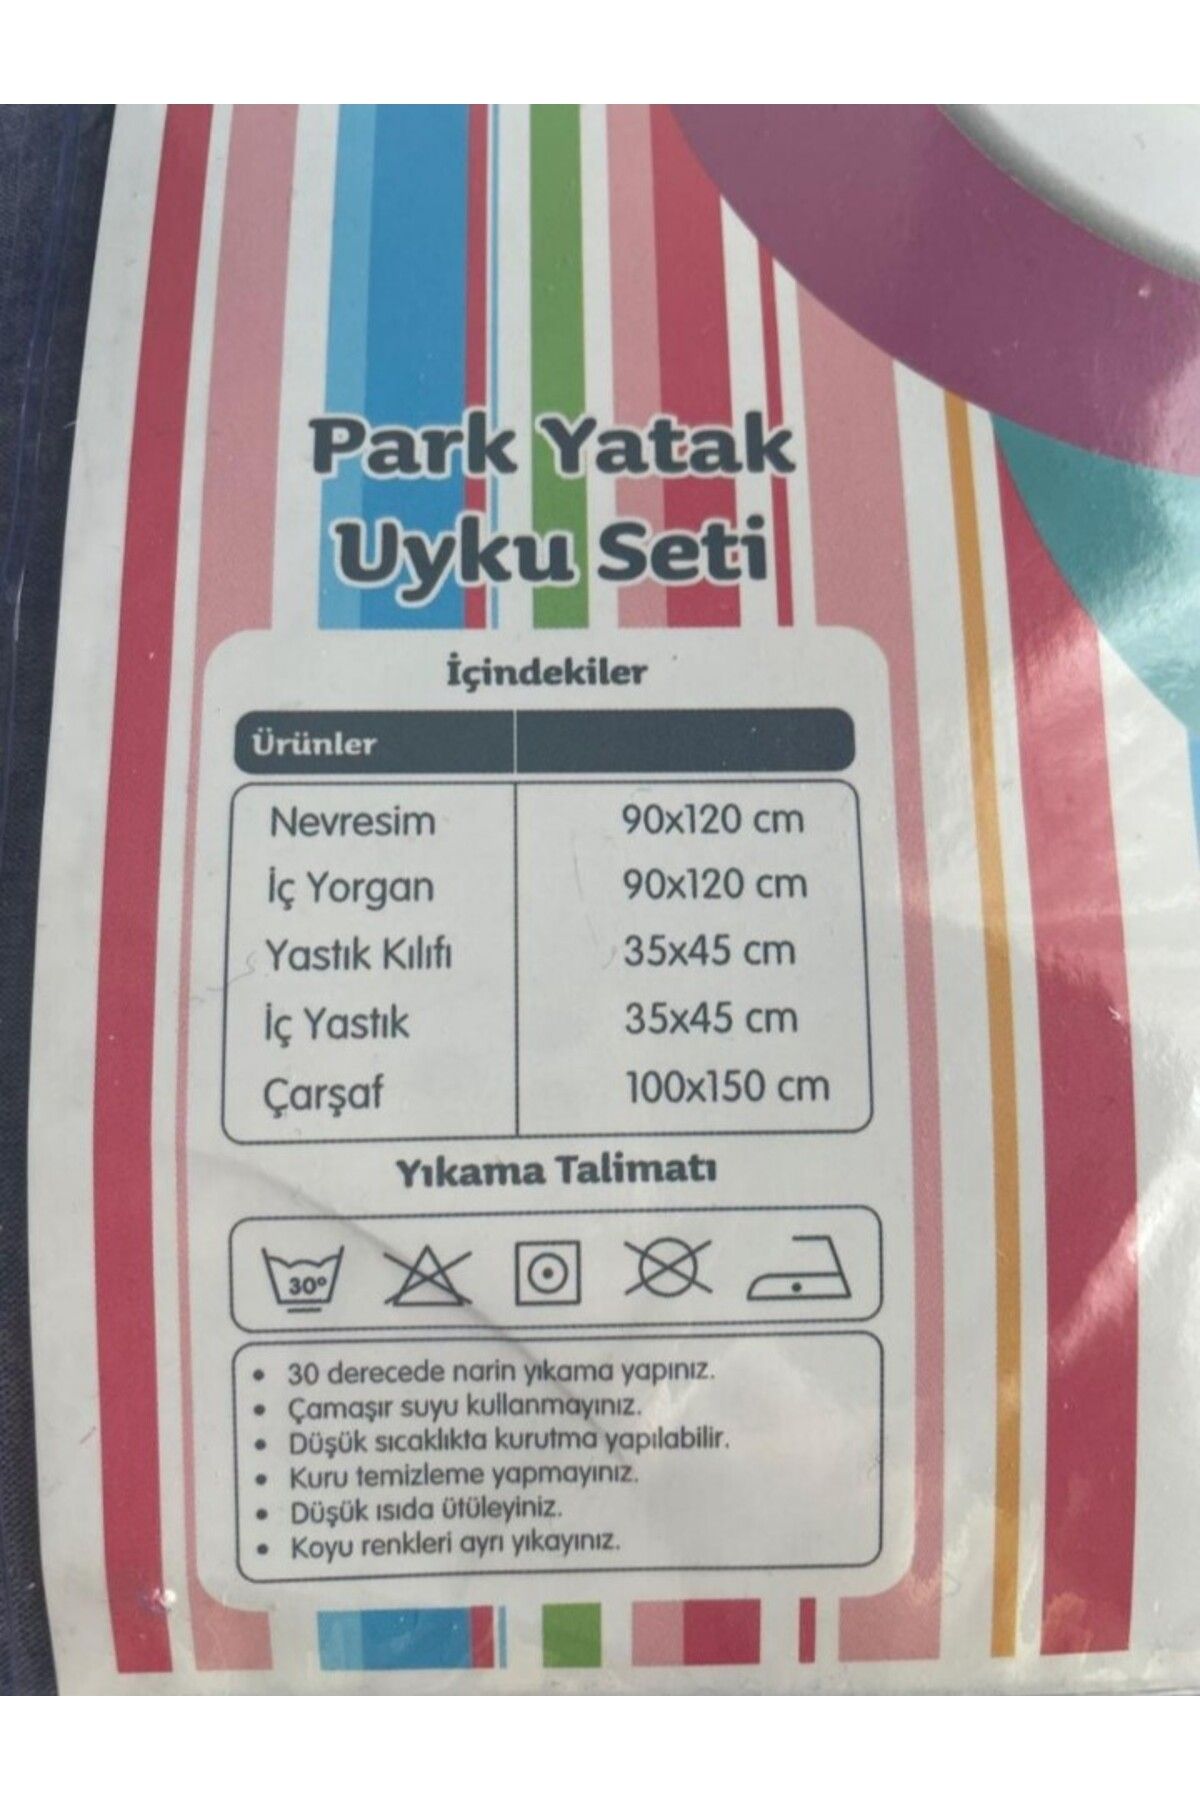 Park Yatak
Uyku Seti
İçindekiler
Ürünler
Nevresim 90x120 cm
İç Yorgan 90x120 cm
Yastık Kılıfı 35x45 cm
İç Yastık 35x45 cm
Çarşaf 100x150 cm
Yıkama Talimatı
30°
• 30 derecede narin yıkama yapınız.
• Çamaşır suyu kullanmayınız.
• Düşük sıcaklıkta kurutma yapılabilir.
• Kuru temizleme yapmayınız.
• Düşük ısıda ütüleyiniz.
• Koyu renkleri ayrı yıkayınız.